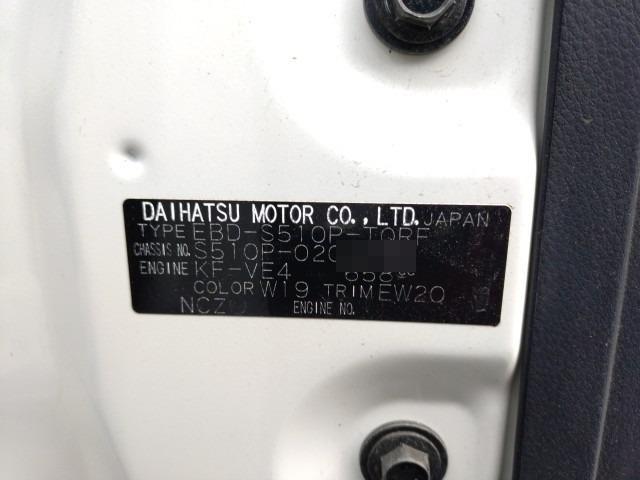 DAIHATSU MOTOR CO.,LTD. JAPAN
TYPE EBD-S510P-TQRF
CHASSIS NO. S510P-020
ENGINE KF-VE4 658cc
COLOR W19 TRIM EW20
NCZ ENGINE NO.